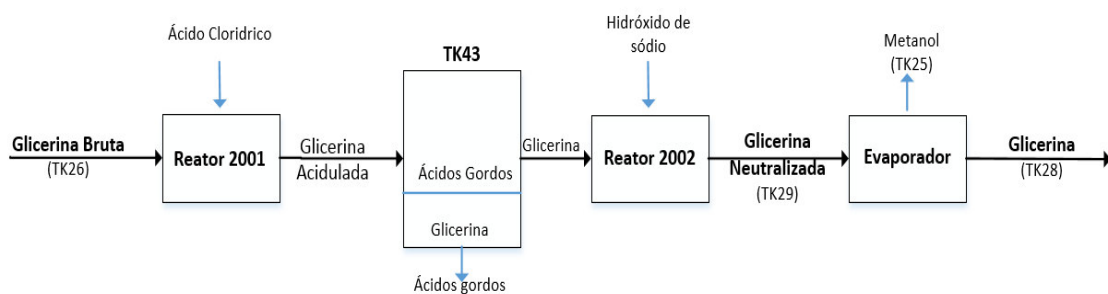 Ácido Cloridrico
Hidróxido de
sódio
Metanol
(TK25)
TK43
Glicerina Bruta
(TK26)
Reator 2001
Glicerina
Acidulada
Ácidos Gordos
Glicerina
Ácidos gordos
Glicerina
Reator 2002
Glicerina
Neutralizada
(TK29)
Evaporador
Glicerina
(TK28)